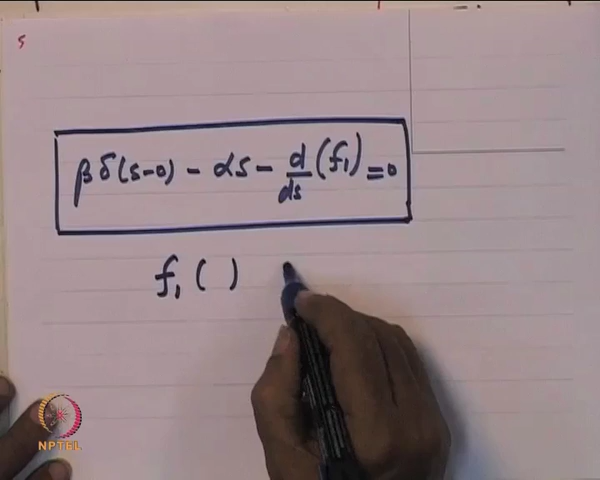 5
βδ(s-0) - αs - d/ds (f₁) = 0
f₁ ( )
NPTEL